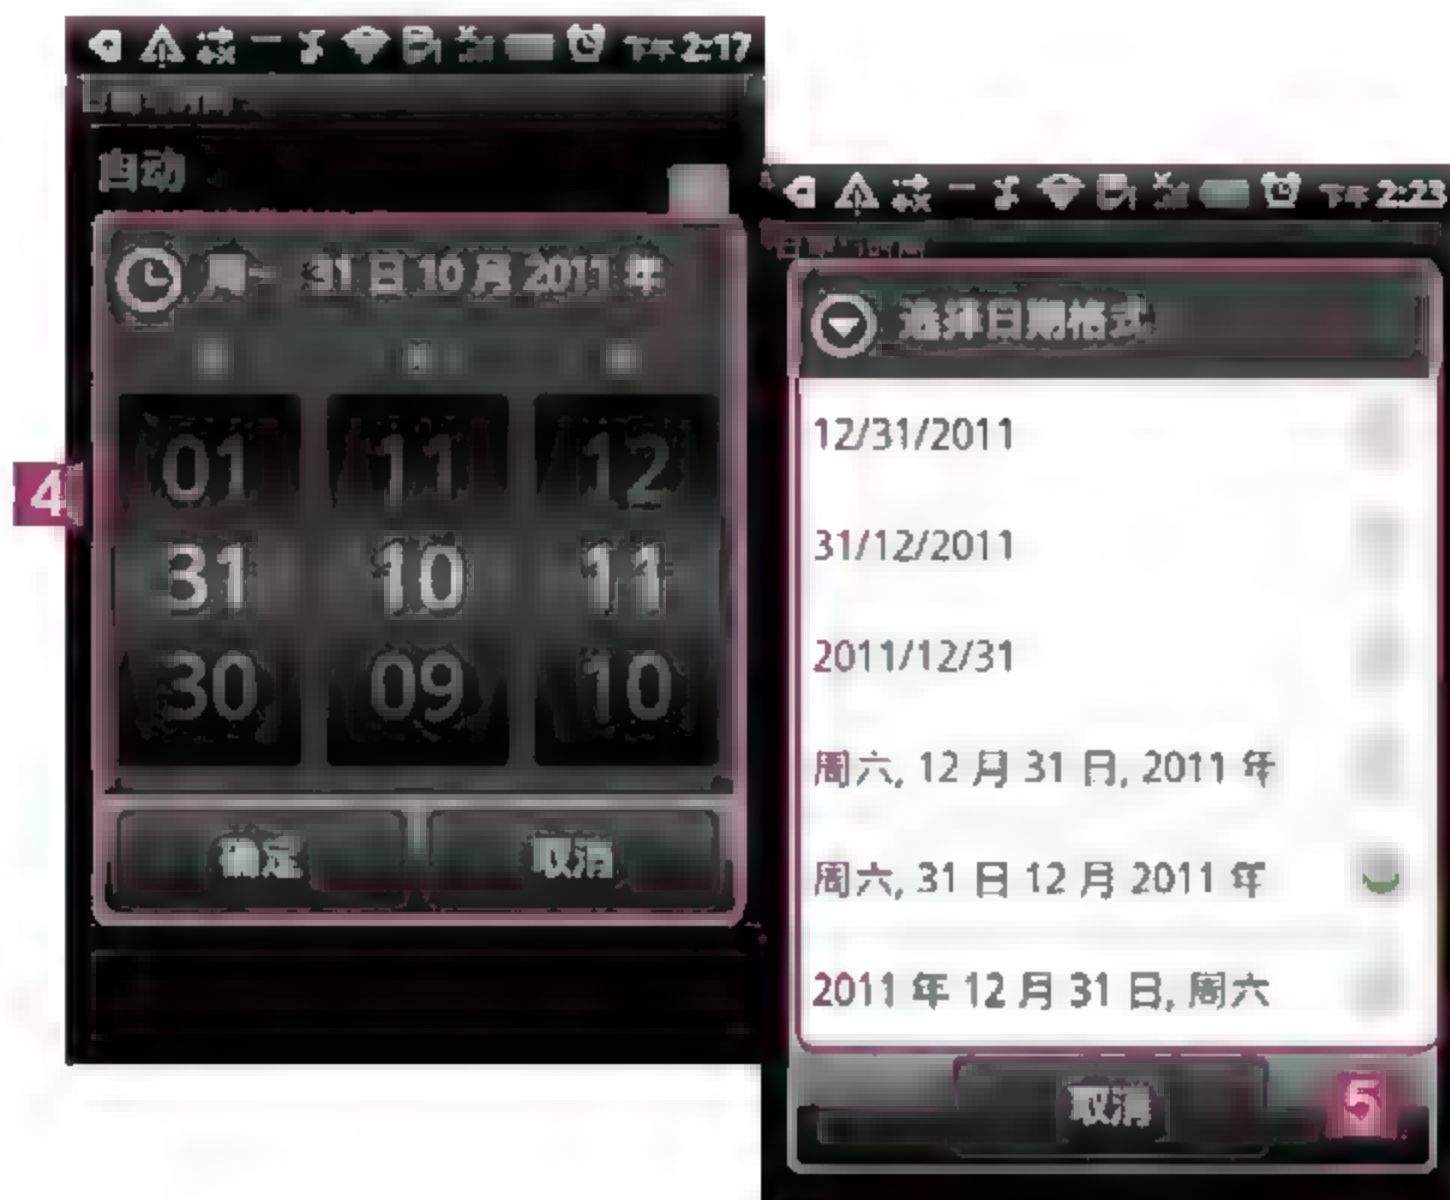 下午 2:17
自动
周一 31 日 10 月 2011 年
01 11 12
31 10 11
30 09 10
确定 取消
4
下午 2:23
选择日期格式
12/31/2011
31/12/2011
2011/12/31
周六, 12 月 31 日, 2011 年
周六, 31 日 12 月 2011 年
2011 年 12 月 31 日, 周六
取消
5